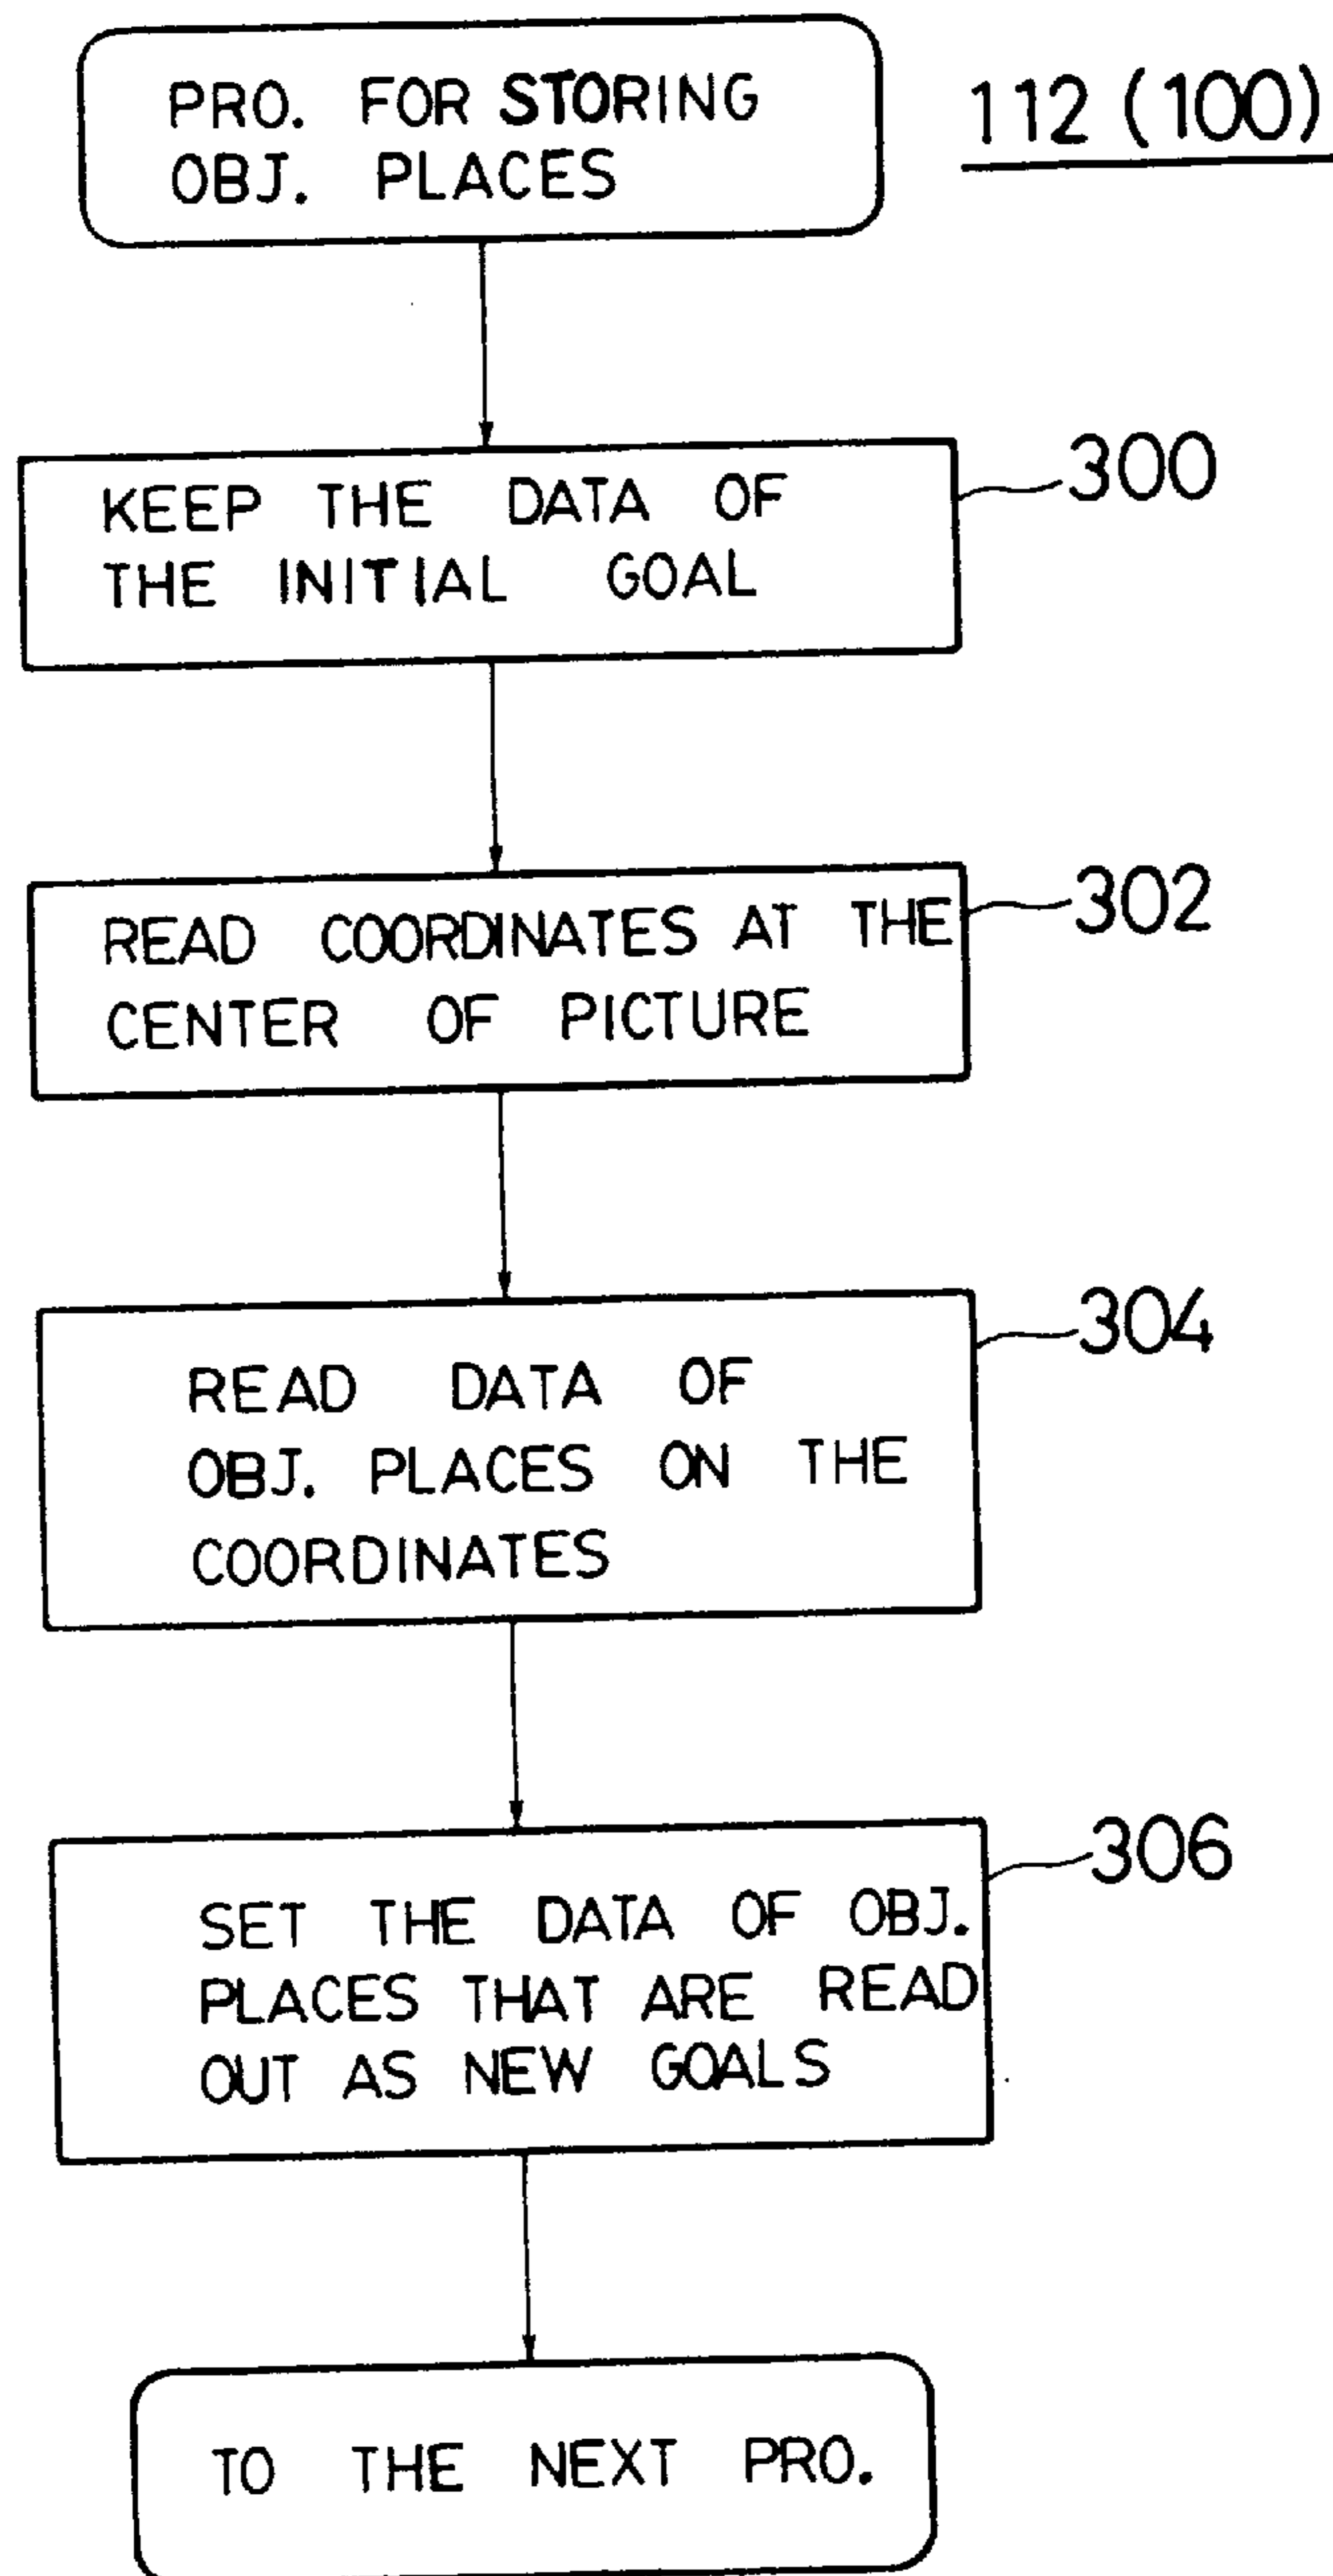 PRO. FOR STORING
OBJ. PLACES
112 (100)
KEEP THE DATA OF
THE INITIAL GOAL
300
READ COORDINATES AT THE
CENTER OF PICTURE
302
READ DATA OF
OBJ. PLACES ON THE
COORDINATES
304
SET THE DATA OF OBJ.
PLACES THAT ARE READ
OUT AS NEW GOALS
306
TO THE NEXT PRO.